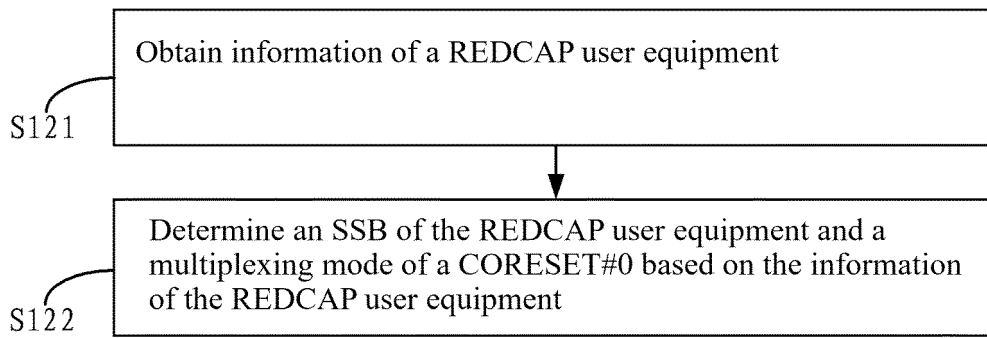 Obtain information of a REDCAP user equipment
S121
Determine an SSB of the REDCAP user equipment and a
multiplexing mode of a CORESET#0 based on the information
of the REDCAP user equipment
S122